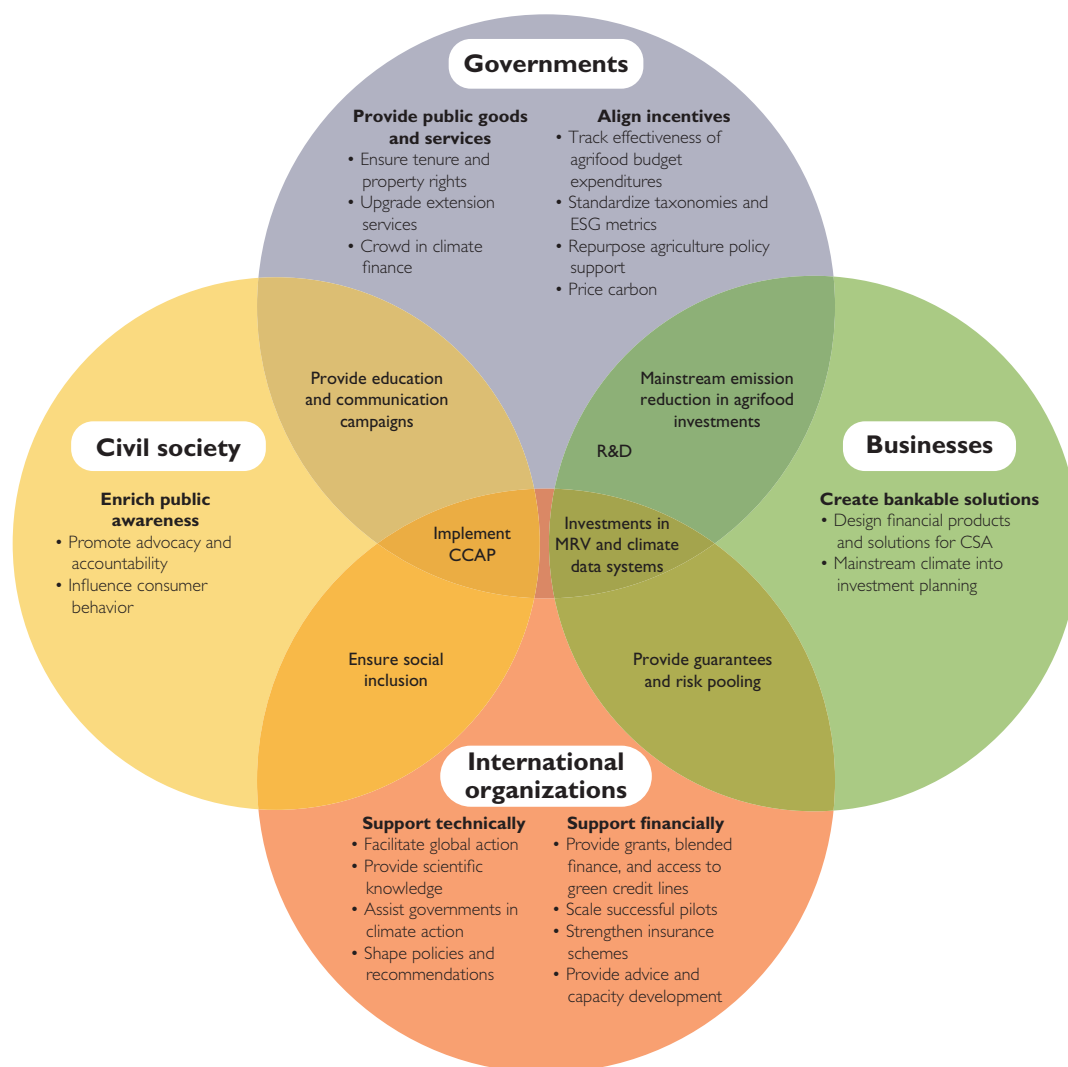 Governments
Provide public goods
and services
• Ensure tenure and
property rights
• Upgrade extension
services
• Crowd in climate
finance
Align incentives
• Track effectiveness of
agrifood budget
expenditures
• Standardize taxonomies and
ESG metrics
• Repurpose agriculture policy
support
• Price carbon
Provide education
and communication
campaigns
Mainstream emission
reduction in agrifood
investments
R&D
Civil society
Enrich public
awareness
• Promote advocacy and
accountability
• Influence consumer
behavior
Businesses
Create bankable solutions
• Design financial products
and solutions for CSA
• Mainstream climate into
investment planning
Implement
CCAP
Investments in
MRV and climate
data systems
Ensure social
inclusion
Provide guarantees
and risk pooling
International
organizations
Support technically
• Facilitate global action
• Provide scientific
knowledge
• Assist governments in
climate action
• Shape policies and
recommendations
Support financially
• Provide grants, blended
finance, and access to
green credit lines
• Scale successful pilots
• Strengthen insurance
schemes
• Provide advice and
capacity development